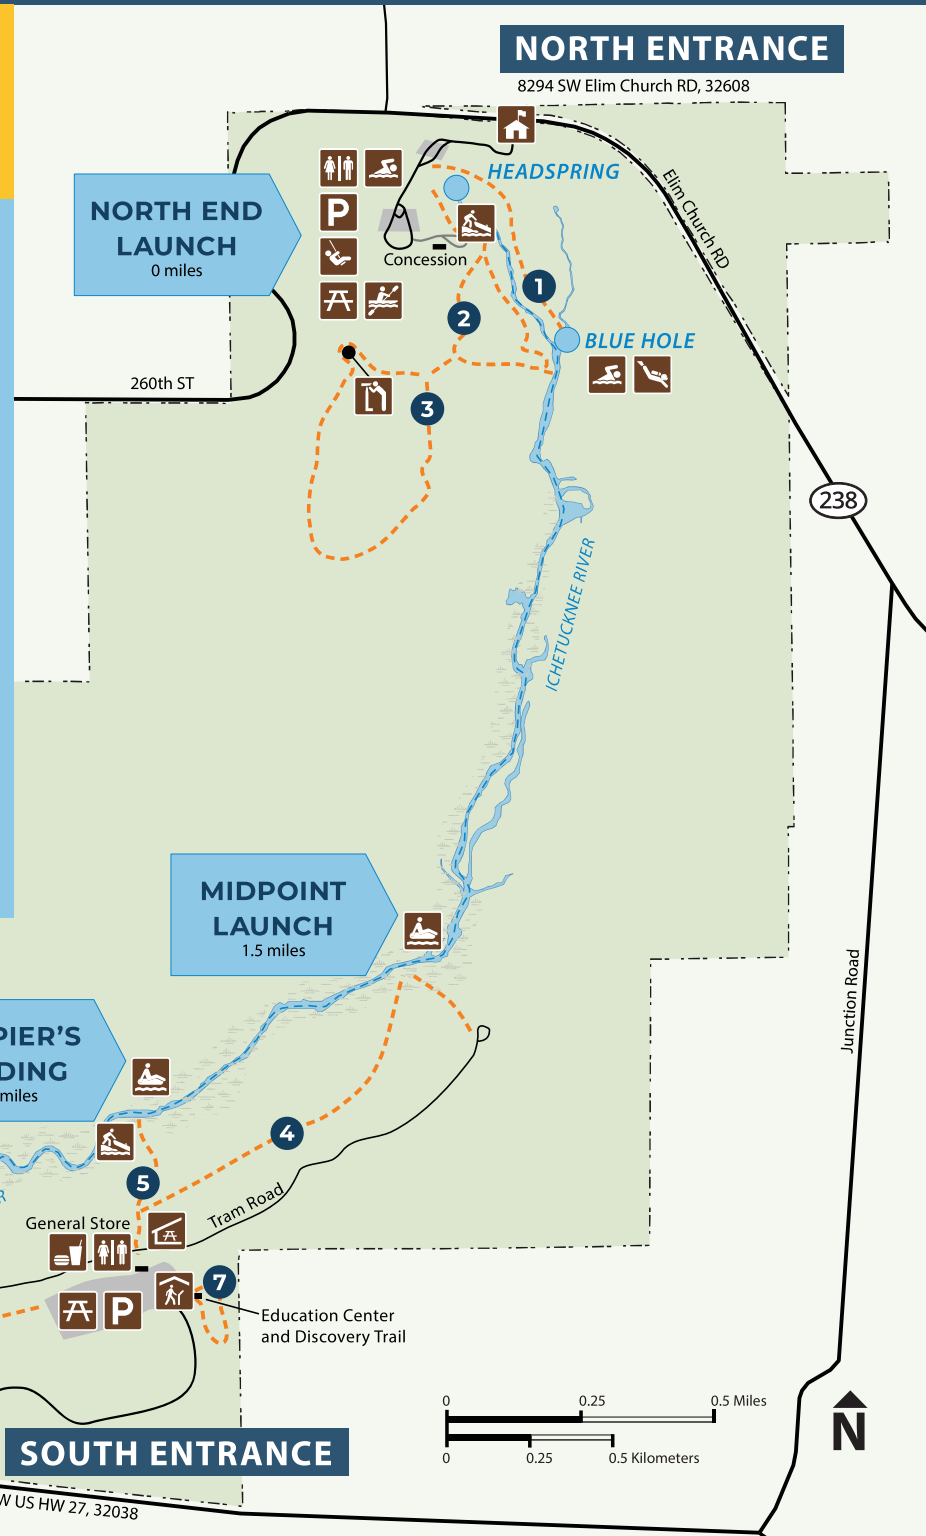 NORTH ENTRANCE
8294 SW Elim Church RD, 32608
HEADSPRING
Elim Church RD
NORTH END
LAUNCH
0 miles
P
Concession
1
2
BLUE HOLE
260th ST
3
238
ICHETUCKNEE RIVER
MIDPOINT
LAUNCH
1.5 miles
Junction Road
PIER'S
DING
miles
4
5
R
Tram Road
General Store
7
P
Education Center
and Discovery Trail
0 0.25 0.5 Miles
0 0.25 0.5 Kilometers
N
SOUTH ENTRANCE
W US HW 27, 32038